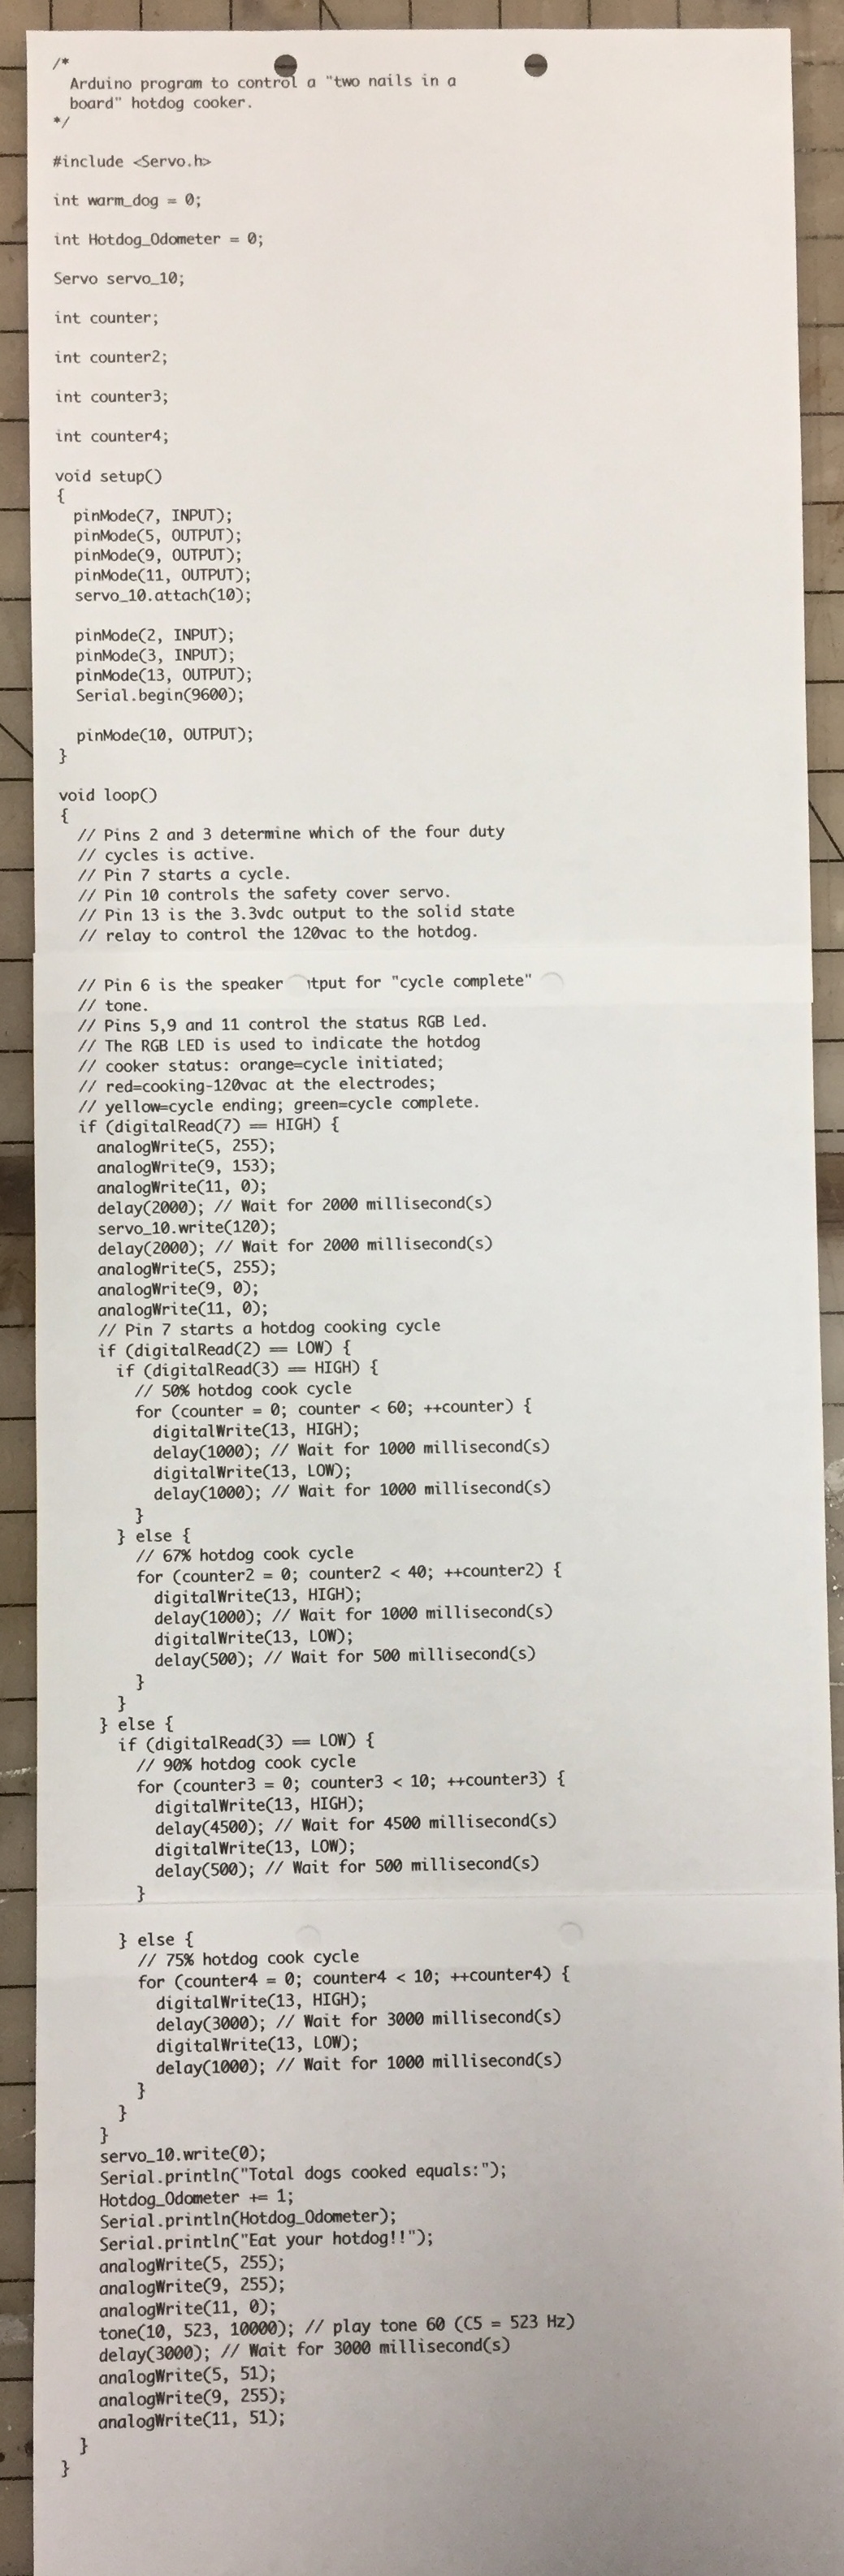 /*
Arduino program to control a "two nails in a
board" hotdog cooker.
*/
#include <Servo.h>
int warm_dog = 0;
int Hotdog_Odometer = 0;
Servo servo_10;
int counter;
int counter2;
int counter3;
int counter4;
void setup()
{
pinMode(7, INPUT);
pinMode(5, OUTPUT);
pinMode(9, OUTPUT);
pinMode(11, OUTPUT);
servo_10.attach(10);
pinMode(2, INPUT);
pinMode(3, INPUT);
pinMode(13, OUTPUT);
Serial.begin(9600);
pinMode(10, OUTPUT);
}
void loop()
{
// Pins 2 and 3 determine which of the four duty
// cycles is active.
// Pin 7 starts a cycle.
// Pin 10 controls the safety cover servo.
// Pin 13 is the 3.3vdc output to the solid state
// relay to control the 120vac to the hotdog.
// Pin 6 is the speaker tput for "cycle complete"
// tone.
// Pins 5,9 and 11 control the status RGB Led.
// The RGB LED is used to indicate the hotdog
// cooker status: orange=cycle initiated;
// red=cooking-120vac at the electrodes;
// yellow=cycle ending; green=cycle complete.
if (digitalRead(7) == HIGH) {
analogWrite(5, 255);
analogWrite(9, 153);
analogWrite(11, 0);
delay(2000); // Wait for 2000 millisecond(s)
servo_10.write(120);
delay(2000); // Wait for 2000 millisecond(s)
analogWrite(5, 255);
analogWrite(9, 0);
analogWrite(11, 0);
// Pin 7 starts a hotdog cooking cycle
if (digitalRead(2) == LOW) {
if (digitalRead(3) == HIGH) {
// 50% hotdog cook cycle
for (counter = 0; counter < 60; ++counter) {
digitalWrite(13, HIGH);
delay(1000); // Wait for 1000 millisecond(s)
digitalWrite(13, LOW);
delay(1000); // Wait for 1000 millisecond(s)
}
} else {
// 67% hotdog cook cycle
for (counter2 = 0; counter2 < 40; ++counter2) {
digitalWrite(13, HIGH);
delay(1000); // Wait for 1000 millisecond(s)
digitalWrite(13, LOW);
delay(500); // Wait for 500 millisecond(s)
}
}
} else {
if (digitalRead(3) == LOW) {
// 90% hotdog cook cycle
for (counter3 = 0; counter3 < 10; ++counter3) {
digitalWrite(13, HIGH);
delay(4500); // Wait for 4500 millisecond(s)
digitalWrite(13, LOW);
delay(500); // Wait for 500 millisecond(s)
}
} else {
// 75% hotdog cook cycle
for (counter4 = 0; counter4 < 10; ++counter4) {
digitalWrite(13, HIGH);
delay(3000); // Wait for 3000 millisecond(s)
digitalWrite(13, LOW);
delay(1000); // Wait for 1000 millisecond(s)
}
}
}
servo_10.write(0);
Serial.println("Total dogs cooked equals:");
Hotdog_Odometer += 1;
Serial.println(Hotdog_Odometer);
Serial.println("Eat your hotdog!!");
analogWrite(5, 255);
analogWrite(9, 255);
analogWrite(11, 0);
tone(10, 523, 10000); // play tone 60 (C5 = 523 Hz)
delay(3000); // Wait for 3000 millisecond(s)
analogWrite(5, 51);
analogWrite(9, 255);
analogWrite(11, 51);
}
}